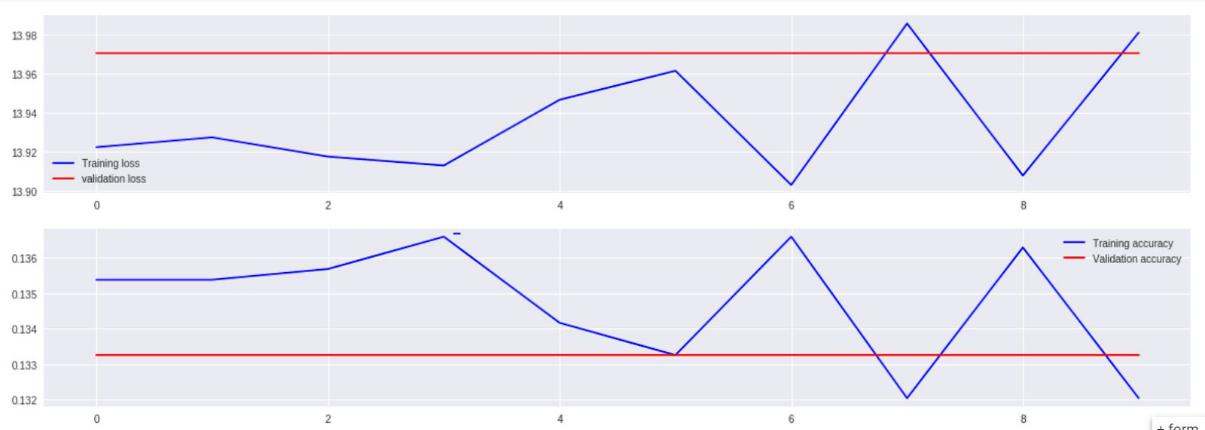 13.98
13.96
13.94
13.92
13.90
Training loss
validation loss
0 2 4 6 8
0.136
0.135
0.134
0.133
0.132
Training accuracy
Validation accuracy
0 2 4 6 8
+ form